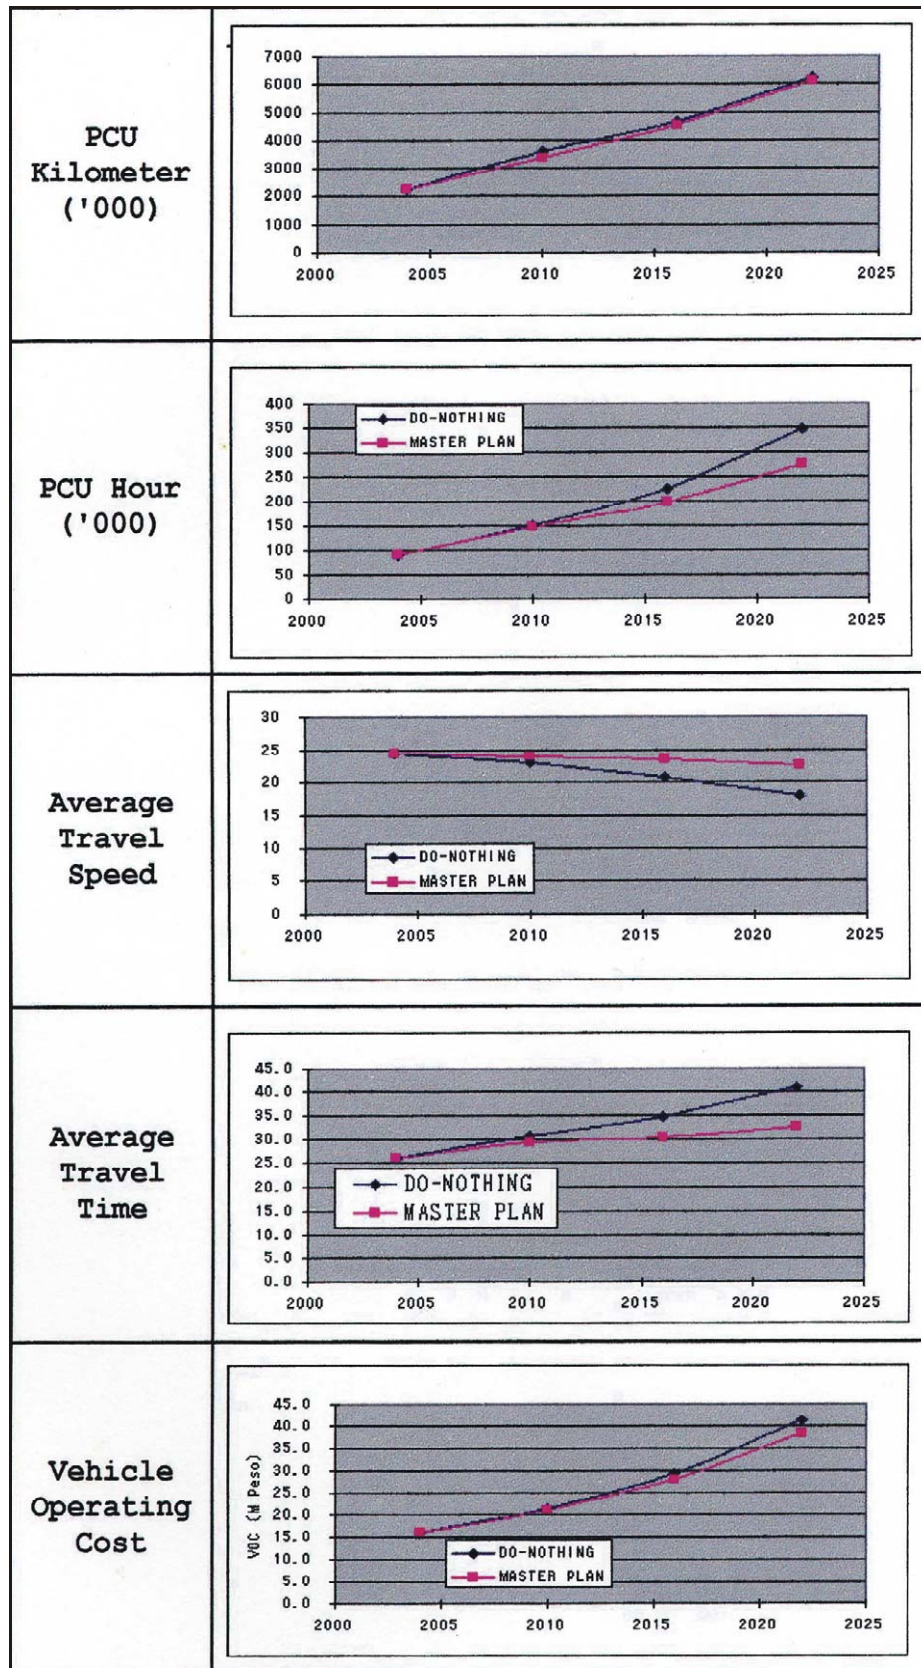 PCU
Kilometer
('000)
7000
6000
5000
4000
3000
2000
1000
0
2000 2005 2010 2015 2020 2025
PCU Hour
('000)
400
350
300
250
200
150
100
50
0
DO-NOTHING
MASTER PLAN
2000 2005 2010 2015 2020 2025
Average
Travel
Speed
30
25
20
15
10
5
0
DO-NOTHING
MASTER PLAN
2000 2005 2010 2015 2020 2025
Average
Travel
Time
45.0
40.0
35.0
30.0
25.0
20.0
15.0
10.0
5.0
0.0
DO-NOTHING
MASTER PLAN
2000 2005 2010 2015 2020 2025
Vehicle
Operating
Cost
VOC (M Peso)
45.0
40.0
35.0
30.0
25.0
20.0
15.0
10.0
5.0
0.0
DO-NOTHING
MASTER PLAN
2000 2005 2010 2015 2020 2025